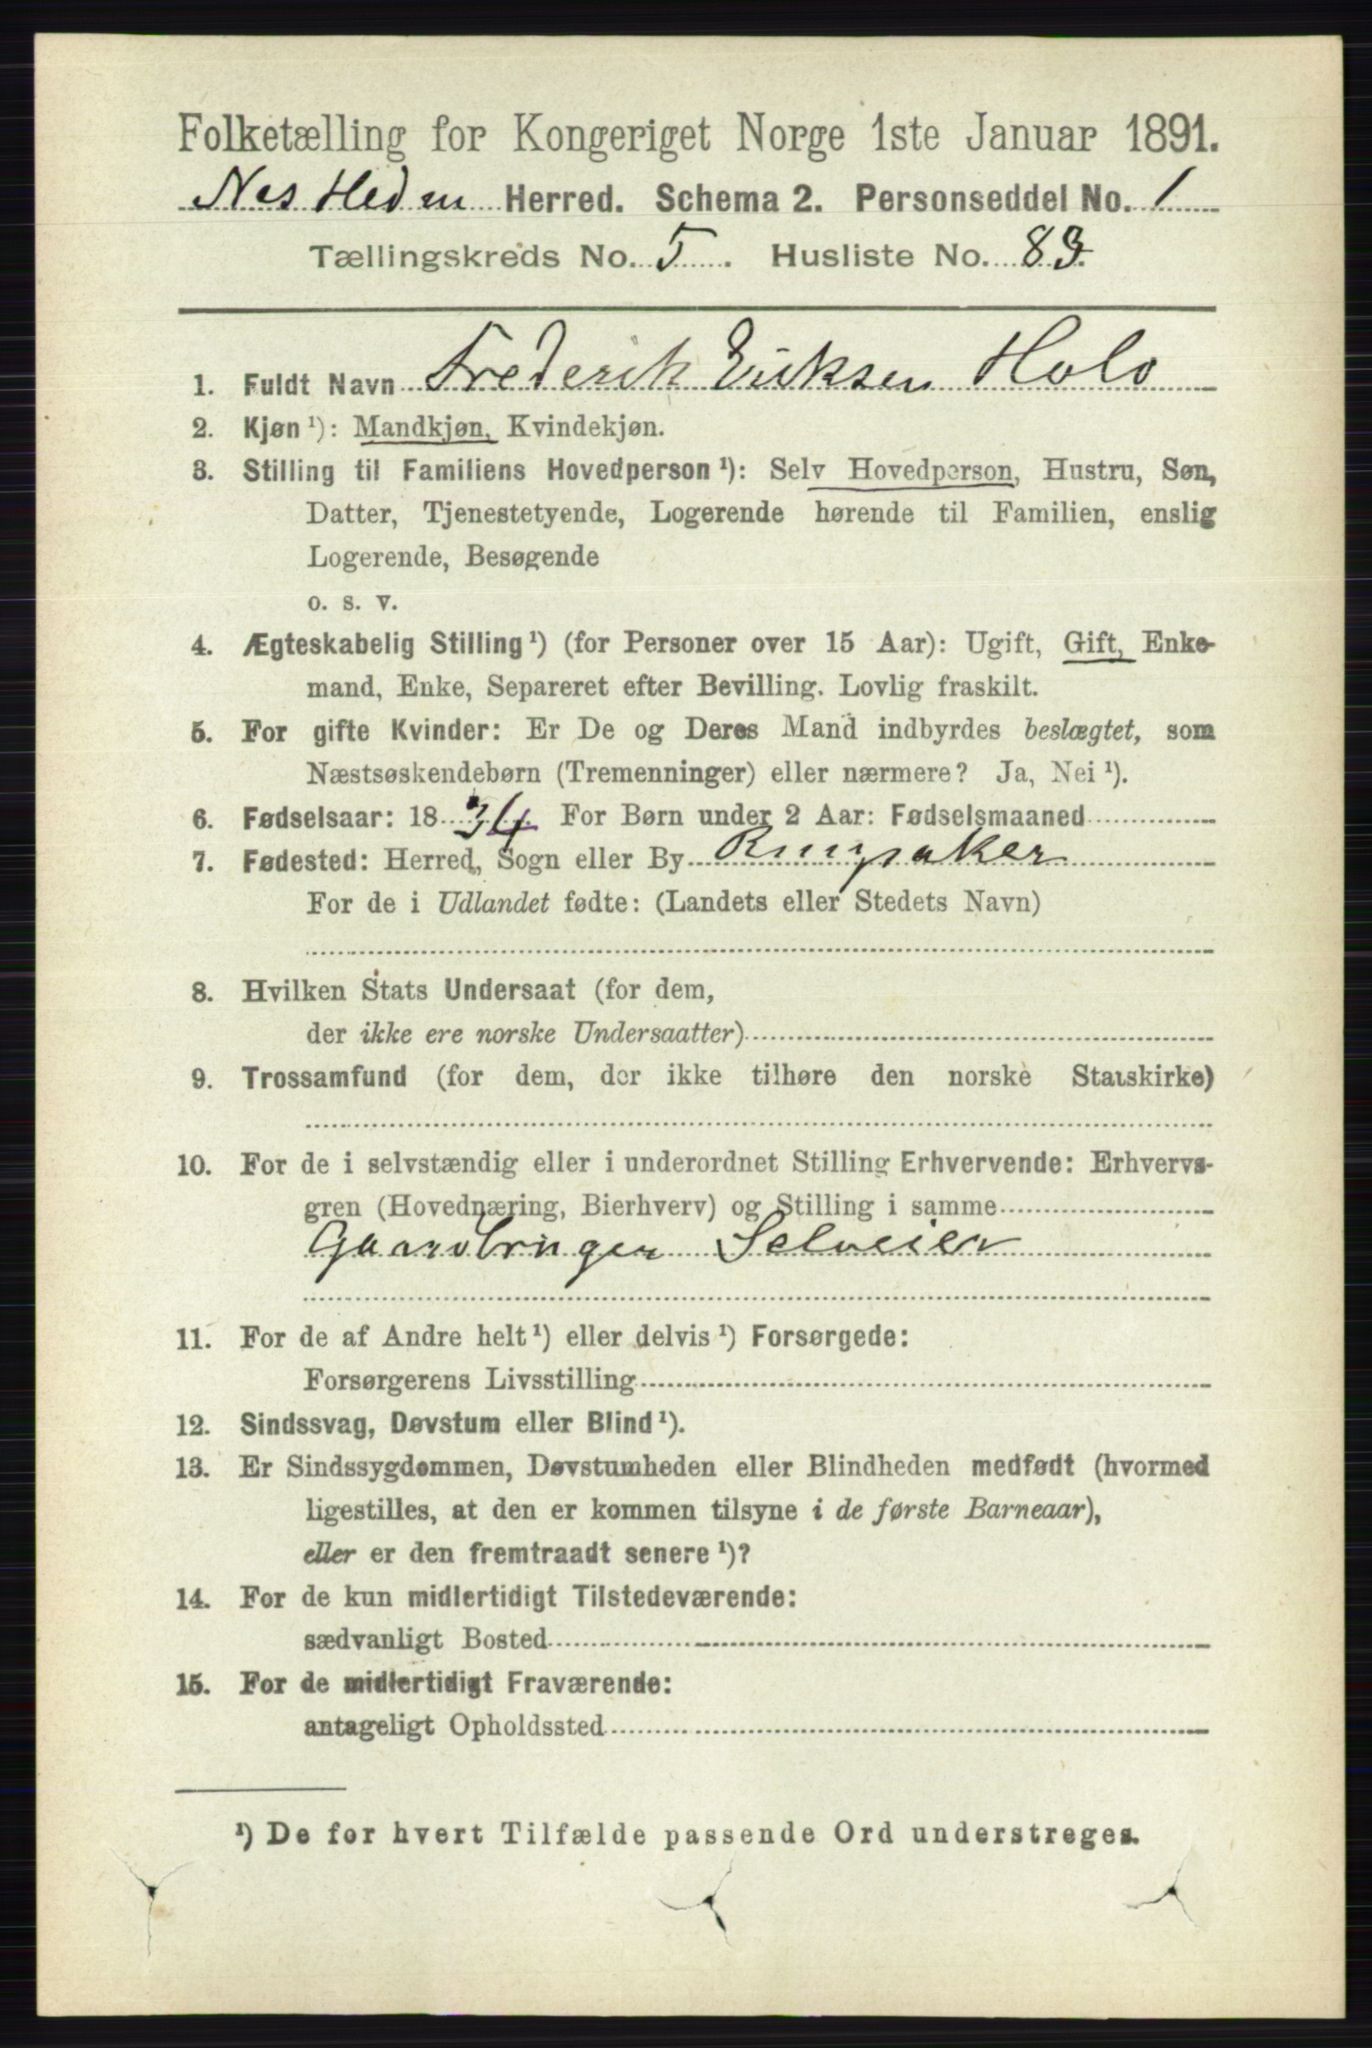 Folketælling for Kongeriget Norge 1ste Januar 1891.
Nes Hedm Herred. Schema 2. Personseddel No. 1
Tællingskreds No. 5. Husliste No. 83.
1. Fuldt Navn Frederik Eriksen Holo
2. Kjøn ¹): Mandkjøn, Kvindekjøn.
3. Stilling til Familiens Hovedperson ¹): Selv Hovedperson, Hustru, Søn,
Datter, Tjenestetyende, Logerende hørende til Familien, enslig
Logerende, Besøgende
o. s. v.
4. Ægteskabelig Stilling ¹) (for Personer over 15 Aar): Ugift, Gift, Enke-
mand, Enke, Separeret efter Bevilling. Lovlig fraskilt.
5. For gifte Kvinder: Er De og Deres Mand indbyrdes beslægtet, som
Næstsøskendebørn (Tremenninger) eller nærmere? Ja, Nei ¹).
6. Fødselsaar: 1834. For Børn under 2 Aar: Fødselsmaaned
7. Fødested: Herred, Sogn eller By Ringsaker
For de i Udlandet fødte: (Landets eller Stedets Navn)
8. Hvilken Stats Undersaat (for dem,
der ikke ere norske Undersaatter)
9. Trossamfund (for dem, der ikke tilhøre den norske Statskirke)
10. For de i selvstændig eller i underordnet Stilling Erhvervende: Erhvervs-
gren (Hovednæring, Bierhverv) og Stilling i samme
Gaardbruger Selveier
11. For de af Andre helt ¹) eller delvis ¹) Forsørgede:
Forsørgerens Livsstilling
12. Sindssvag, Døvstum eller Blind ¹).
13. Er Sindssygdommen, Døvstumheden eller Blindheden medfødt (hvormed
ligestilles, at den er kommen tilsyne i de første Barneaar),
eller er den fremtraadt senere ¹)?
14. For de kun midlertidigt Tilstedeværende:
sædvanligt Bosted
15. For de midlertidigt Fraværende:
antageligt Opholdssted
¹) De for hvert Tilfælde passende Ord understreges.